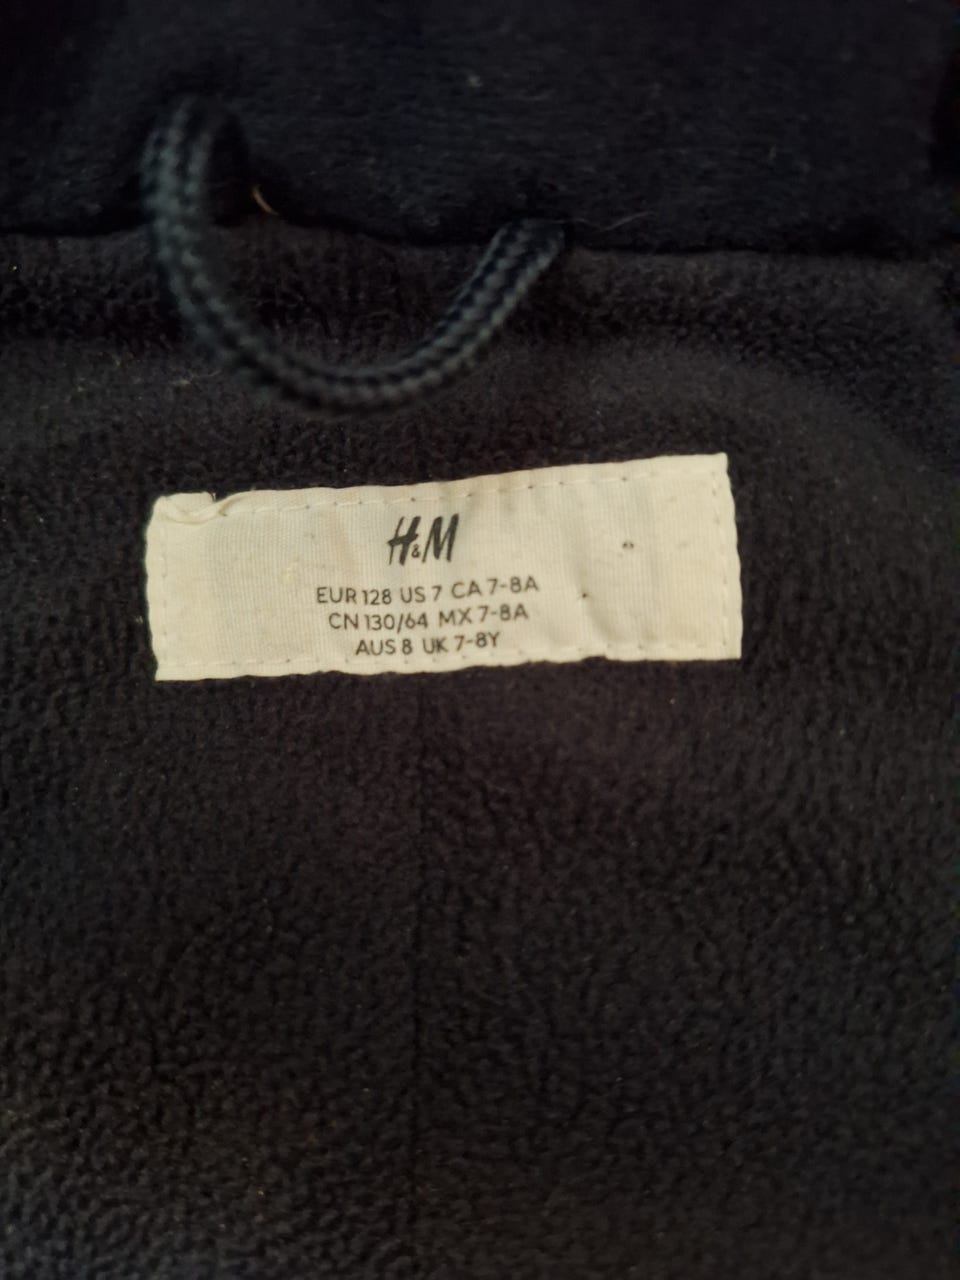 H&M
EUR 128 US 7 CA 7-8A
CN 130/64 MX 7-8A
AUS 8 UK 7-8Y